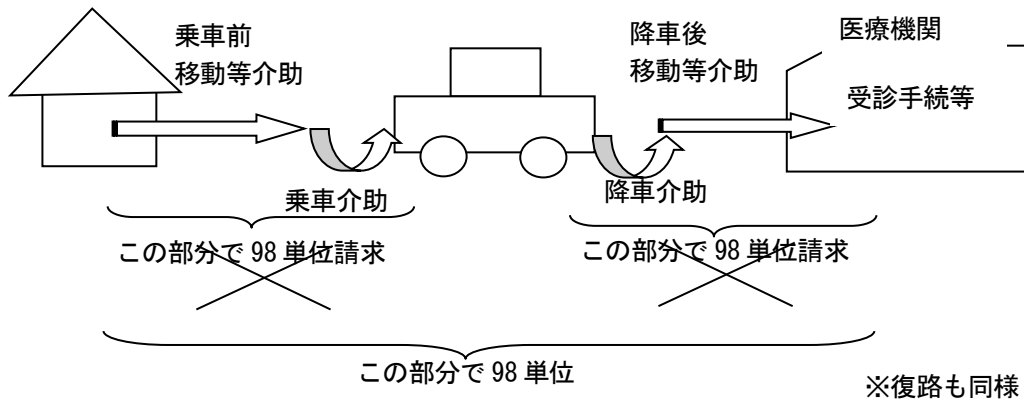 乗車前
移動等介助
降車後
移動等介助
医療機関
受診手続等
乗車介助
降車介助
この部分で 98 単位請求
この部分で 98 単位請求
この部分で 98 単位
※復路も同様